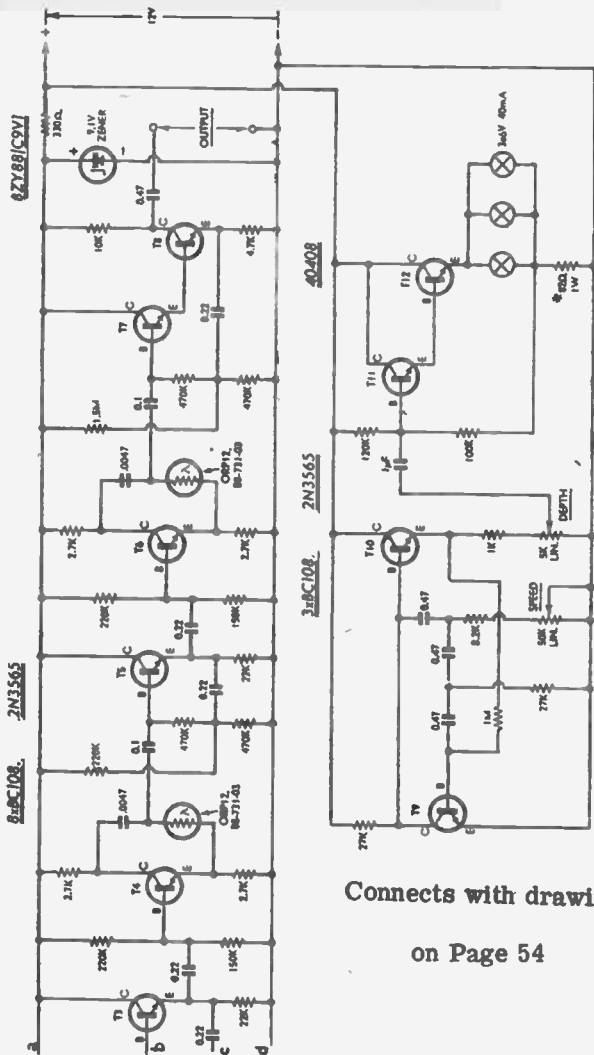 8xBC108, 2N3565
BZY88/C9V1
+
12V
-
330Ω
9.1V
ZENER
+
-
OUTPUT
0.47
10K
C
T8
E
4.7K
0.22
C
T7
E
B
470K
470K
0.1
1.5M
.0047
ORP12,
2.7K
C
T6
E
B
2.7K
220K
0.22
C
T5
E
B
0.22
22K
470K
470K
0.1
220K
.0047
ORP12,
2.7K
C
T4
E
B
2.7K
220K
0.22
150K
C
T3
E
B
0.22
22K
a
b
c
d
3xBC108, 2N3565
40408
C
T12
E
B
C
T11
E
B
120K
100K
1µF
1W
C
T10
E
B
1K
DEPTH
5K
LIN.
SPEED
50K
LIN.
0.47
8.2K
0.47
0.47
1M
27K
27K
C
T9
E
B
Connects with drawi
on Page 54